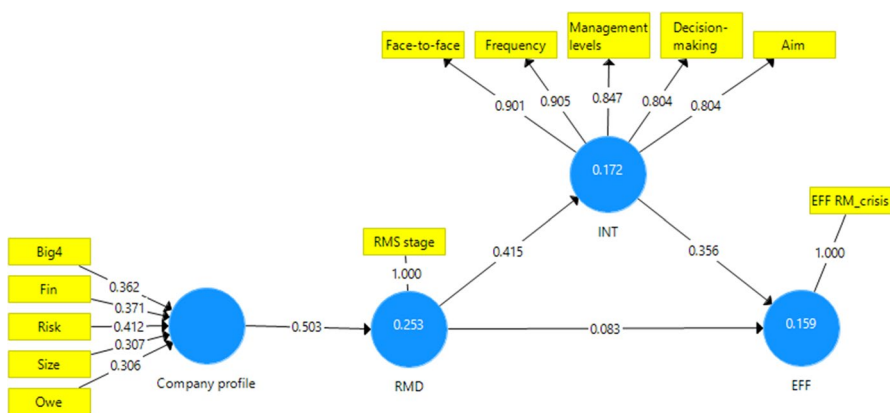 Face-to-face
Frequency
Management
levels
Decision-
making
Aim
0.901
0.905
0.847
0.804
0.804
0.172
INT
EFF RM_crisis
RMS stage
1.000
0.415
0.356
1.000
Big4
Fin
Risk
Size
Owe
0.362
0.371
0.412
0.307
0.306
Company profile
0.503
0.253
RMD
0.083
0.159
EFF